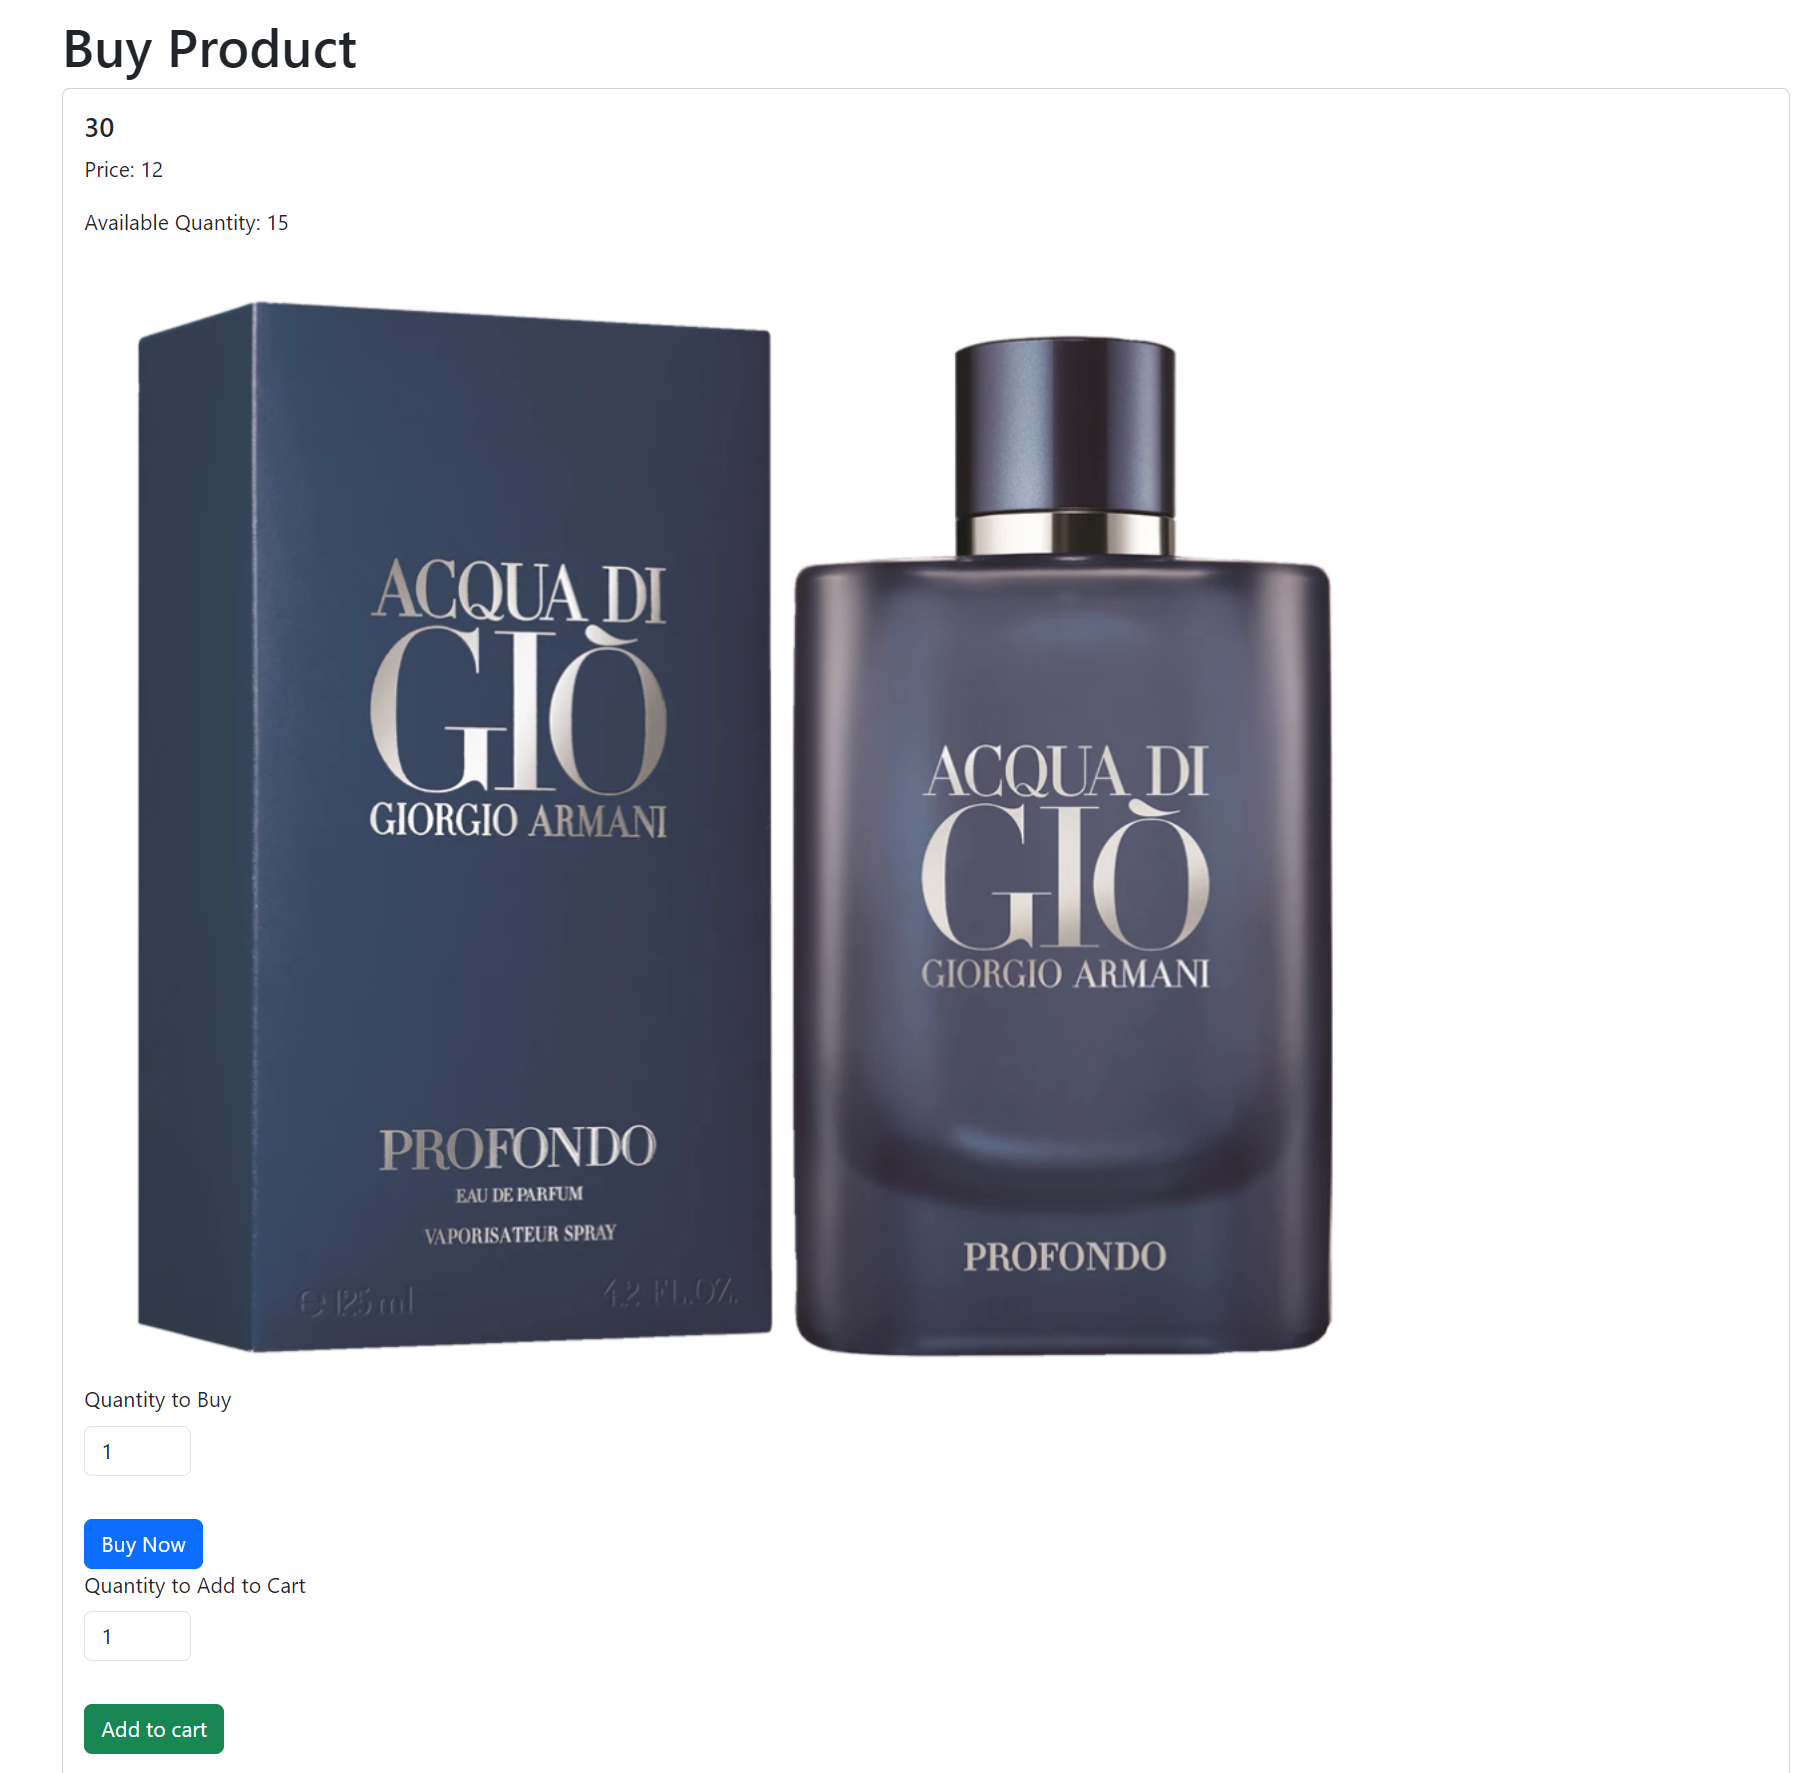 Buy Product
30
Price: 12
Available Quantity: 15
ACQUA DI
GIÒ
GIORGIO ARMANI
PROFONDO
EAU DE PARFUM
VAPORISATEUR SPRAY
℮ 125 ml 4.2 FL.OZ.
ACQUA DI
GIÒ
GIORGIO ARMANI
PROFONDO
Quantity to Buy
1
Buy Now
Quantity to Add to Cart
1
Add to cart